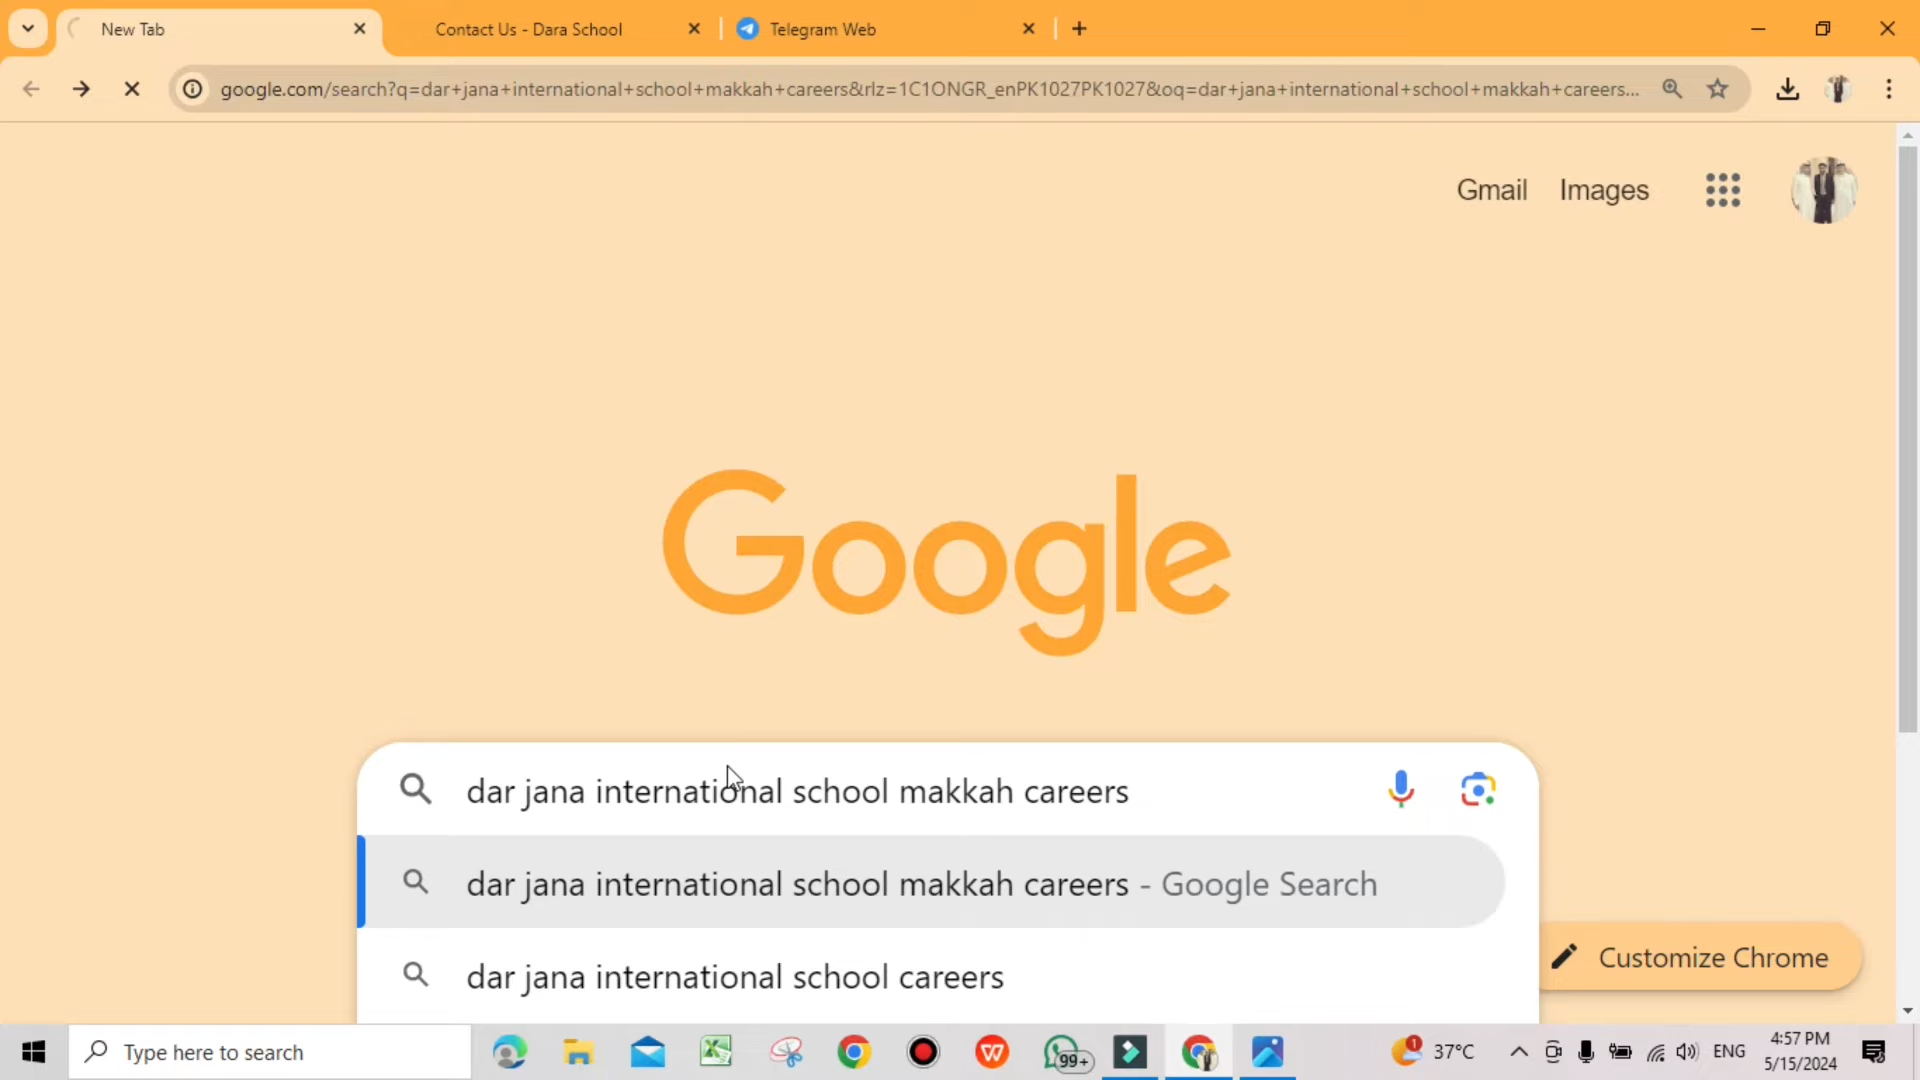 New Tab
Contact Us - Dara School
Telegram Web
google.com/search?q=dar+jana+international+school+makkah+careers&rlz=1C1ONGR_enPK1027PK1027&oq=dar+jana+international+school+makkah+careers...
Gmail
Images
Google
dar jana international school makkah careers
dar jana international school makkah careers - Google Search
dar jana international school careers
Customize Chrome
Type here to search
99+
1
37°C
ENG
4:57 PM
5/15/2024